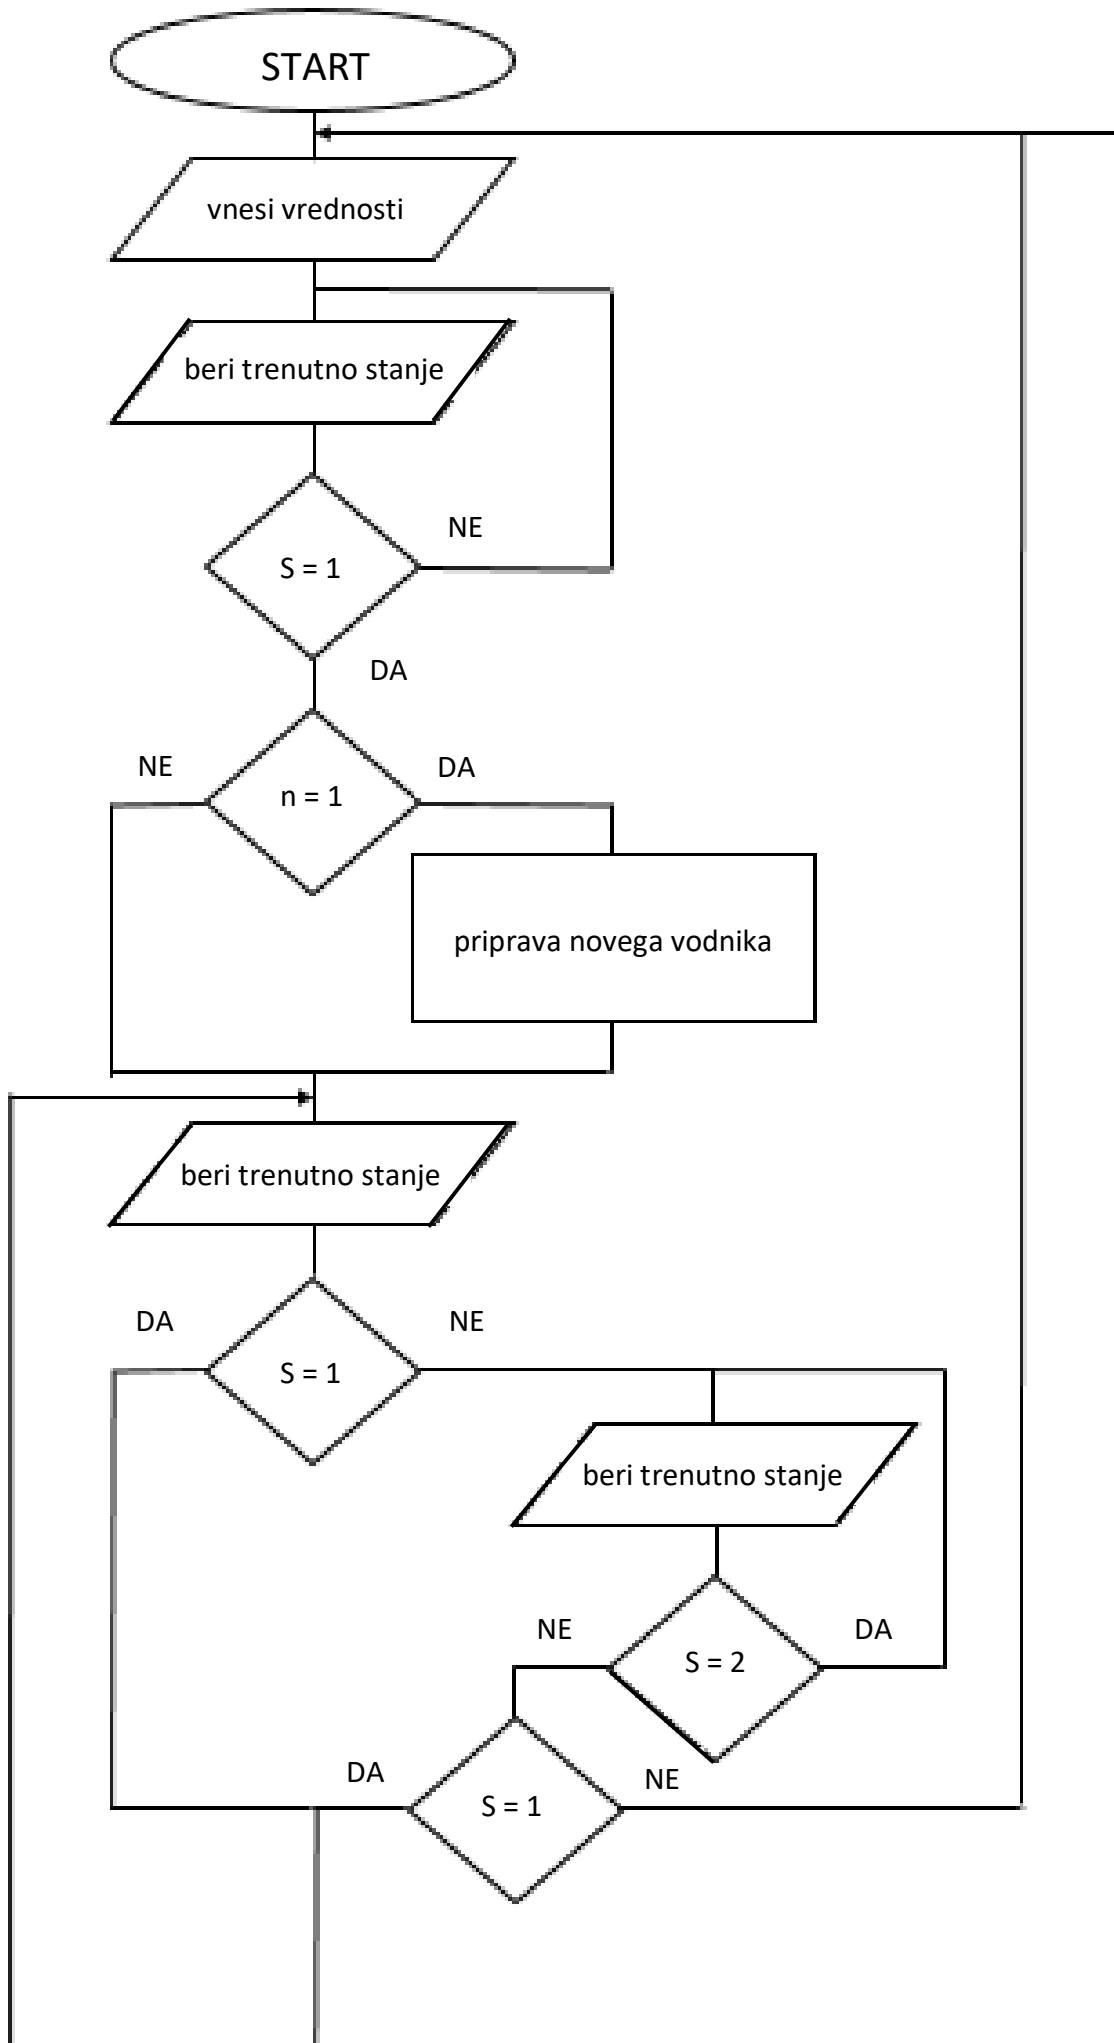 START
vnesi vrednosti
beri trenutno stanje
NE
S = 1
DA
NE
DA
n = 1
priprava novega vodnika
beri trenutno stanje
DA
NE
S = 1
beri trenutno stanje
NE
DA
S = 2
DA
NE
S = 1